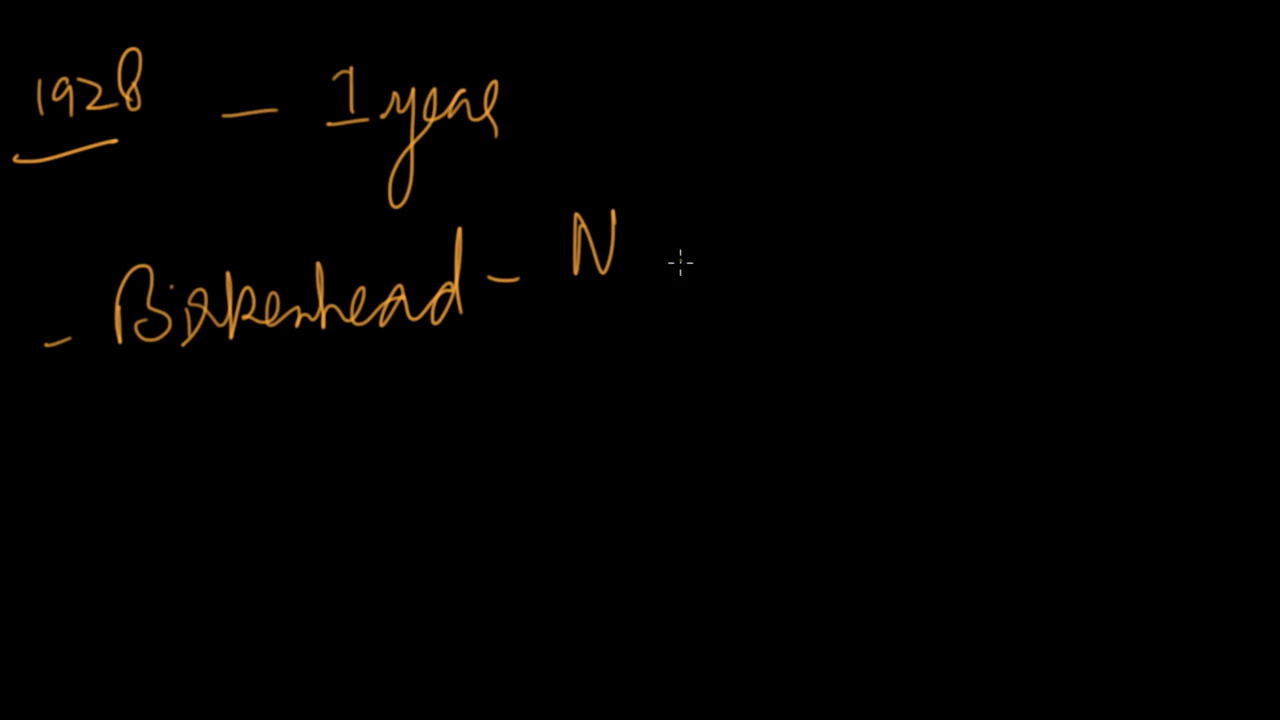 1928 — 1 year
- Birkenhead - N